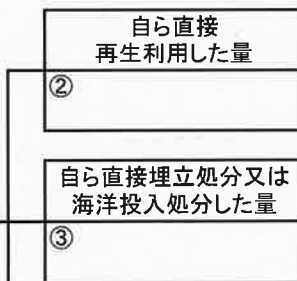 自ら直接
再生利用した量
②
自ら直接埋立処分又は
海洋投入処分した量
③